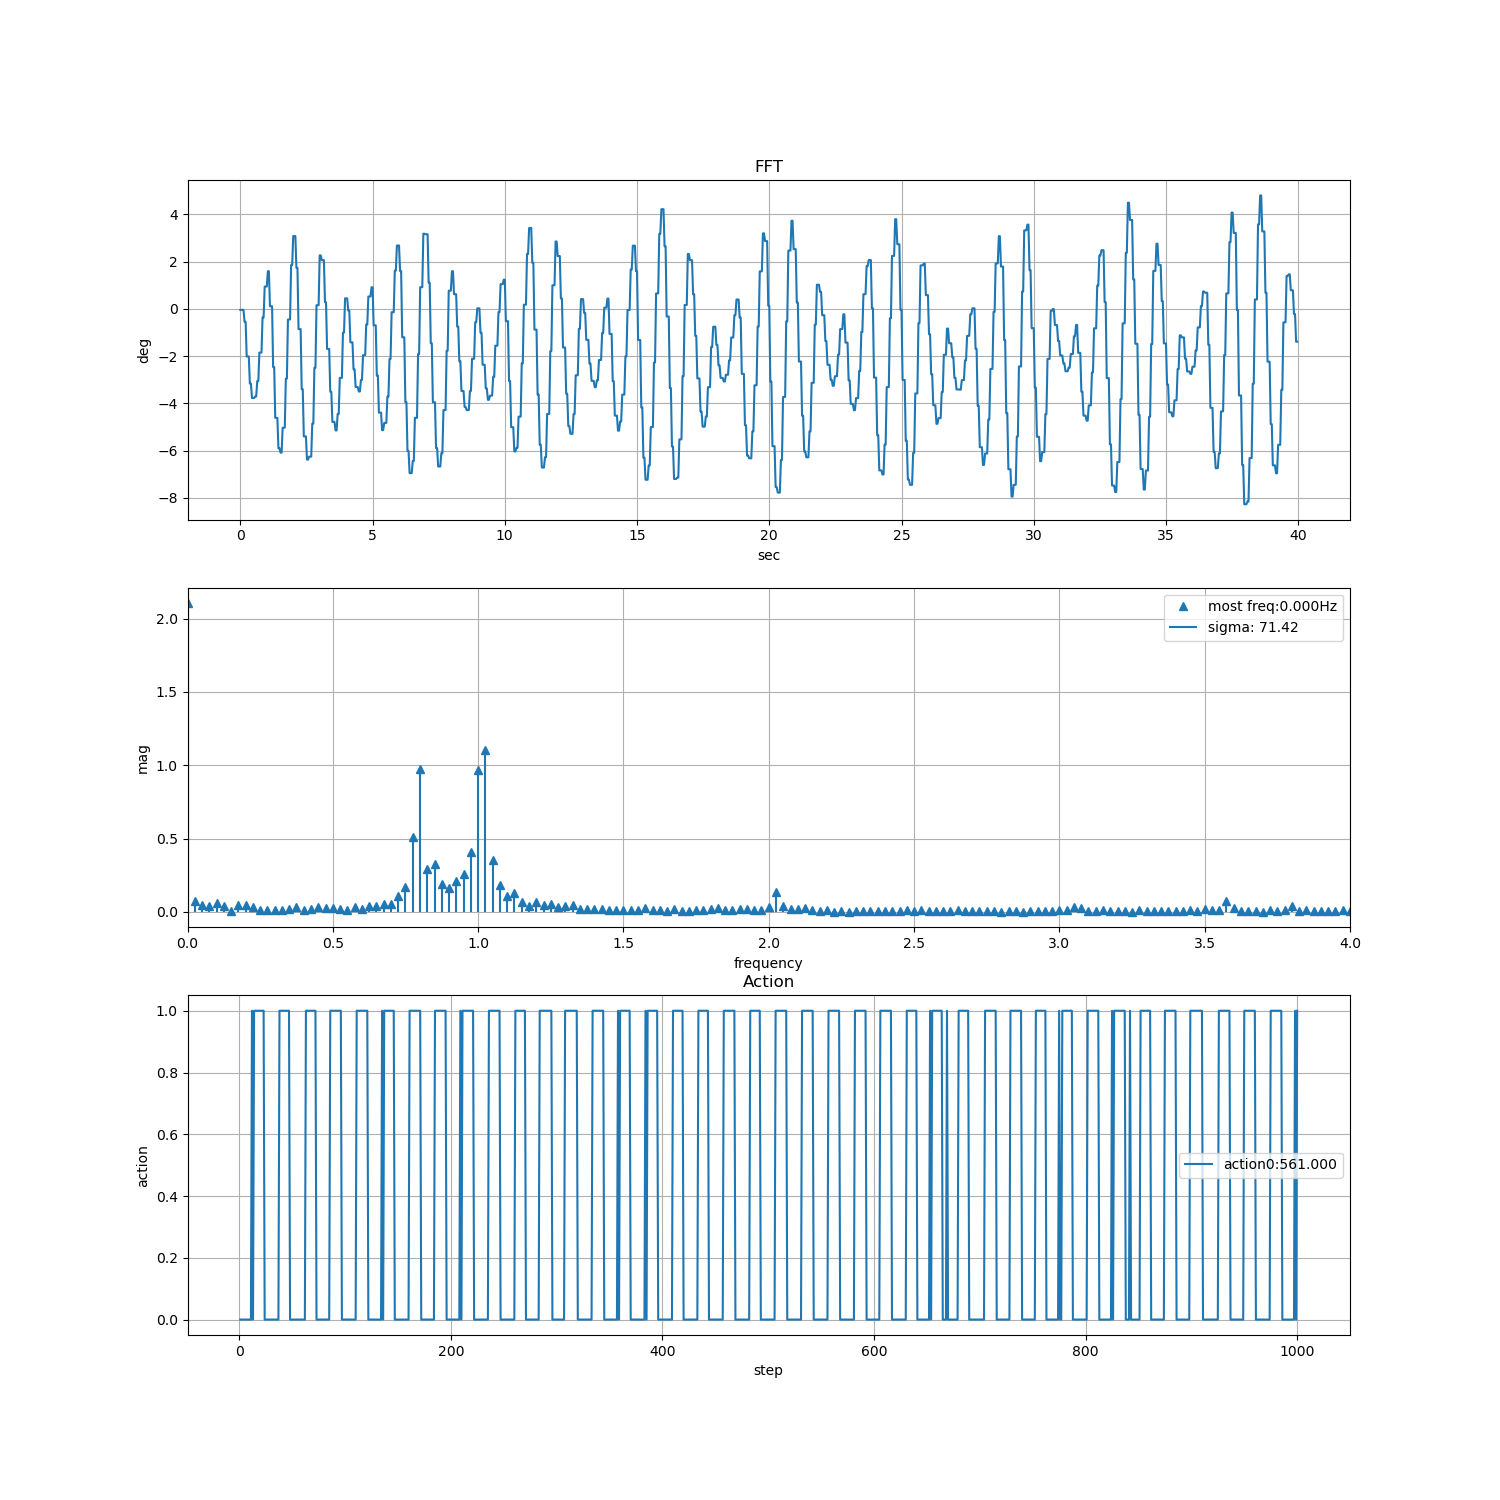 FFT
4
2
0
−2
−4
−6
−8
deg
0 5 10 15 20 25 30 35 40
sec
2.0
1.5
1.0
0.5
0.0
mag
most freq:0.000Hz
sigma: 71.42
0.0 0.5 1.0 1.5 2.0 2.5 3.0 3.5 4.0
frequency
Action
1.0
0.8
0.6
0.4
0.2
0.0
action
action0:561.000
0 200 400 600 800 1000
step